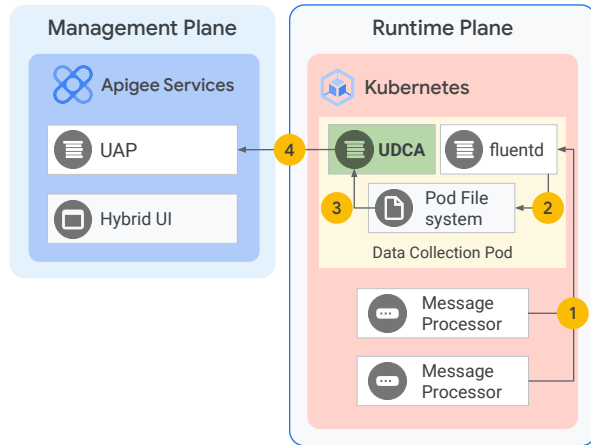 Management Plane
Apigee Services
UAP
Hybrid UI
Runtime Plane
Kubernetes
UDCA
fluentd
Pod File
system
Data Collection Pod
Message
Processor
Message
Processor
4
3
2
1